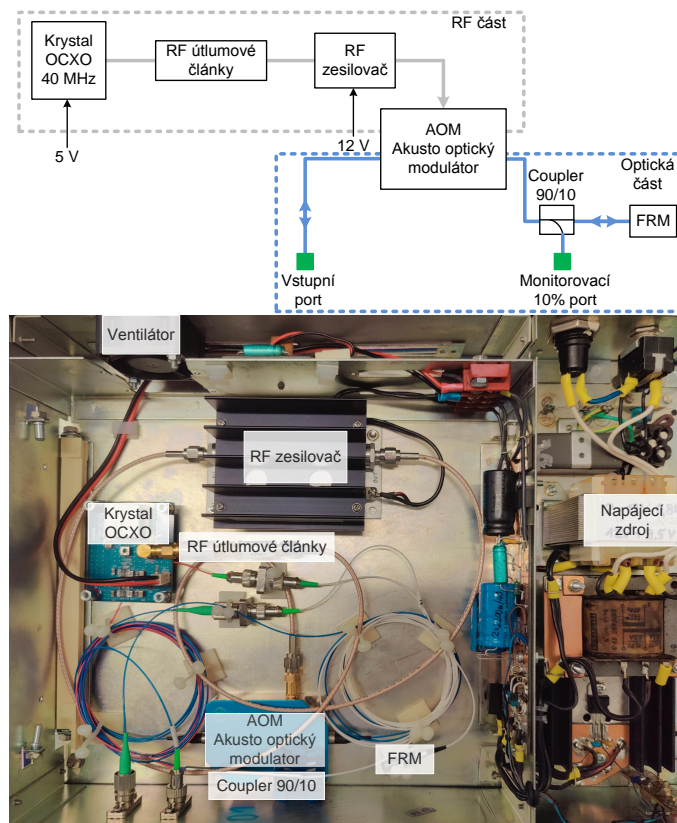 RF část
Krystal
OCXO
40 MHz
RF útlumové
články
RF
zesilovač
5 V
12 V
AOM
Akusto optický
modulátor
Coupler
90/10
Optická
část
FRM
Vstupní
port
Monitorovací
10% port
Ventilátor
RF zesilovač
Krystal
OCXO
RF útlumové články
Napájecí
zdroj
AOM
Akusto optický
modulator
FRM
Coupler 90/10